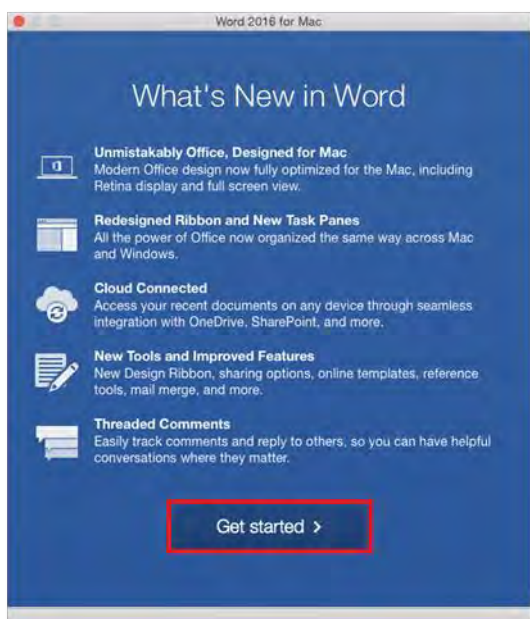 Word 2016 for Mac
What's New in Word
Unmistakably Office, Designed for Mac
Modern Office design now fully optimized for the Mac, including
Retina display and full screen view.
Redesigned Ribbon and New Task Panes
All the power of Office now organized the same way across Mac
and Windows.
Cloud Connected
Access your recent documents on any device through seamless
integration with OneDrive, SharePoint, and more.
New Tools and Improved Features
New Design Ribbon, sharing options, online templates, reference
tools, mail merge, and more.
Threaded Comments
Easily track comments and reply to others, so you can have helpful
conversations where they matter.
Get started >